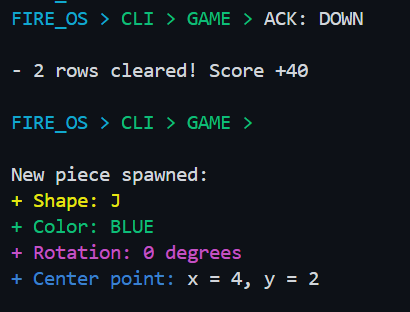 FIRE_OS > CLI > GAME > ACK: DOWN
- 2 rows cleared! Score +40
FIRE_OS > CLI > GAME >
New piece spawned:
+ Shape: J
+ Color: BLUE
+ Rotation: 0 degrees
+ Center point: x = 4, y = 2